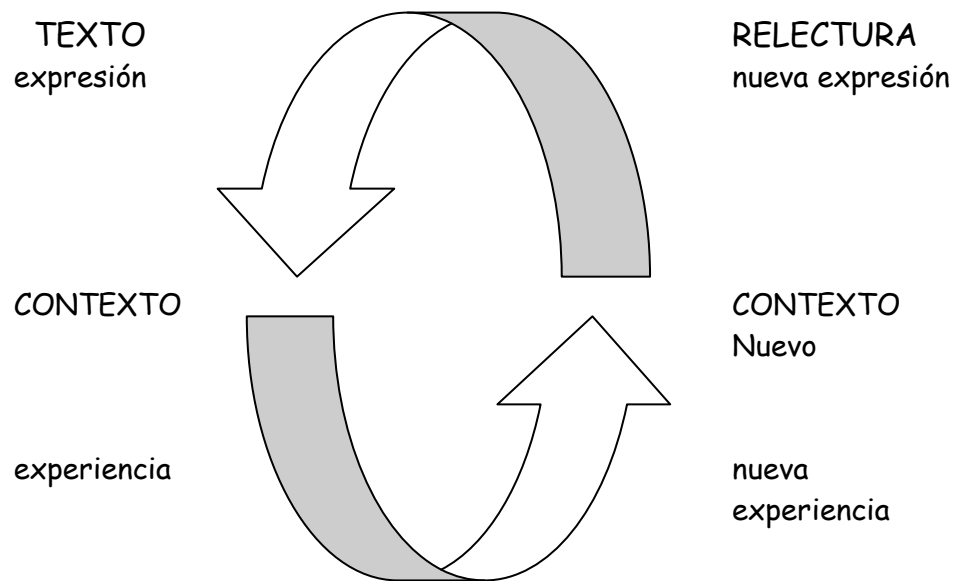 TEXTO
expresión
CONTEXTO
experiencia
RELECTURA
nueva expresión
CONTEXTO
Nuevo
nueva
experiencia